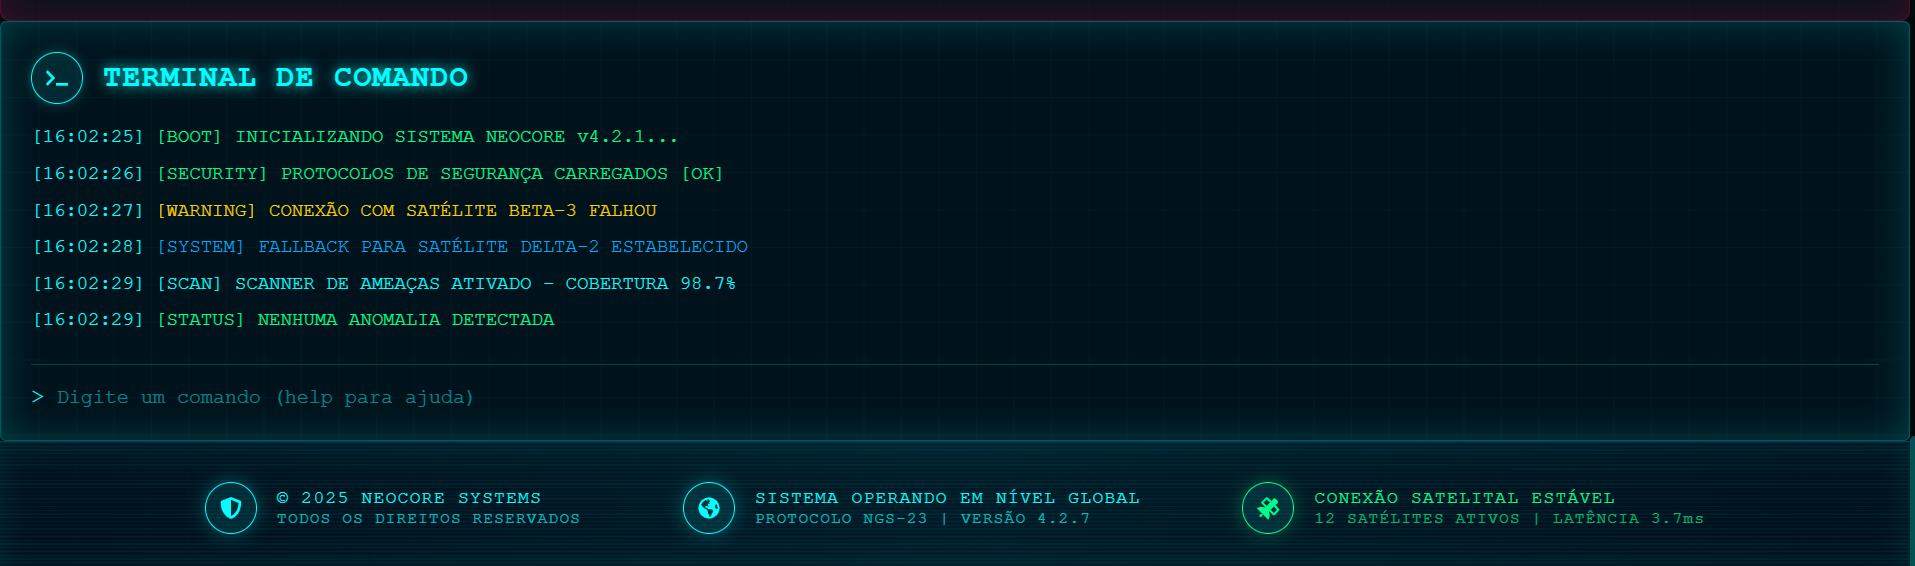 TERMINAL DE COMANDO
[16:02:25] [BOOT] INICIALIZANDO SISTEMA NEOCORE v4.2.1...
[16:02:26] [SECURITY] PROTOCOLOS DE SEGURANÇA CARREGADOS [OK]
[16:02:27] [WARNING] CONEXÃO COM SATÉLITE BETA-3 FALHOU
[16:02:28] [SYSTEM] FALLBACK PARA SATÉLITE DELTA-2 ESTABELECIDO
[16:02:29] [SCAN] SCANNER DE AMEAÇAS ATIVADO - COBERTURA 98.7%
[16:02:29] [STATUS] NENHUMA ANOMALIA DETECTADA
> Digite um comando (help para ajuda)
© 2025 NEOCORE SYSTEMS
TODOS OS DIREITOS RESERVADOS
SISTEMA OPERANDO EM NÍVEL GLOBAL
PROTOCOLO NGS-23 | VERSÃO 4.2.7
CONEXÃO SATELITAL ESTÁVEL
12 SATÉLITES ATIVOS | LATÊNCIA 3.7ms